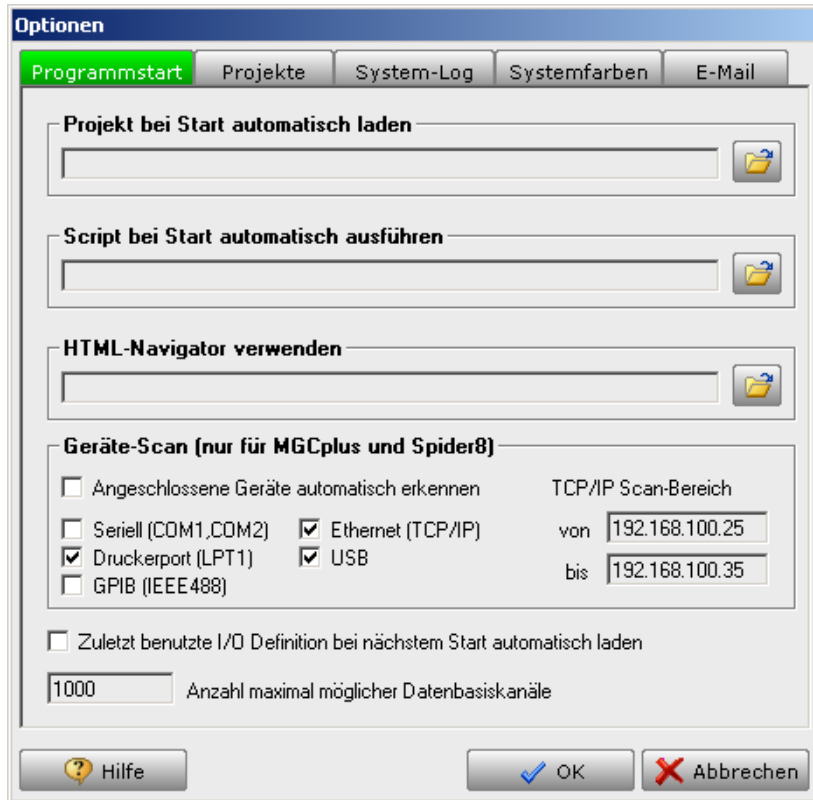 Optionen
Programmstart Projekte System-Log Systemfarben E-Mail
Projekt bei Start automatisch laden
Script bei Start automatisch ausführen
HTML-Navigator verwenden
Geräte-Scan (nur für MGCplus und Spider8)
Angeschlossene Geräte automatisch erkennen TCP/IP Scan-Bereich
Seriell (COM1,COM2) Ethernet (TCP/IP) von 192.168.100.25
Druckerport (LPT1) USB
bis 192.168.100.35
GPIB (IEEE488)
Zuletzt benutzte I/O Definition bei nächstem Start automatisch laden
1000 Anzahl maximal möglicher Datenbasiskanäle
Hilfe OK Abbrechen